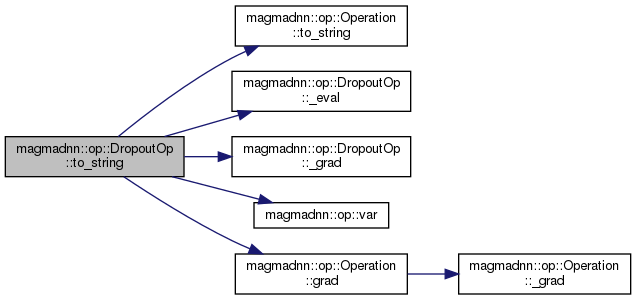 magmadnn::op::Operation
::to_string
magmadnn::op::DropoutOp
::_eval
magmadnn::op::DropoutOp
::to_string
magmadnn::op::DropoutOp
::_grad
magmadnn::op::var
magmadnn::op::Operation
::grad
magmadnn::op::Operation
::_grad